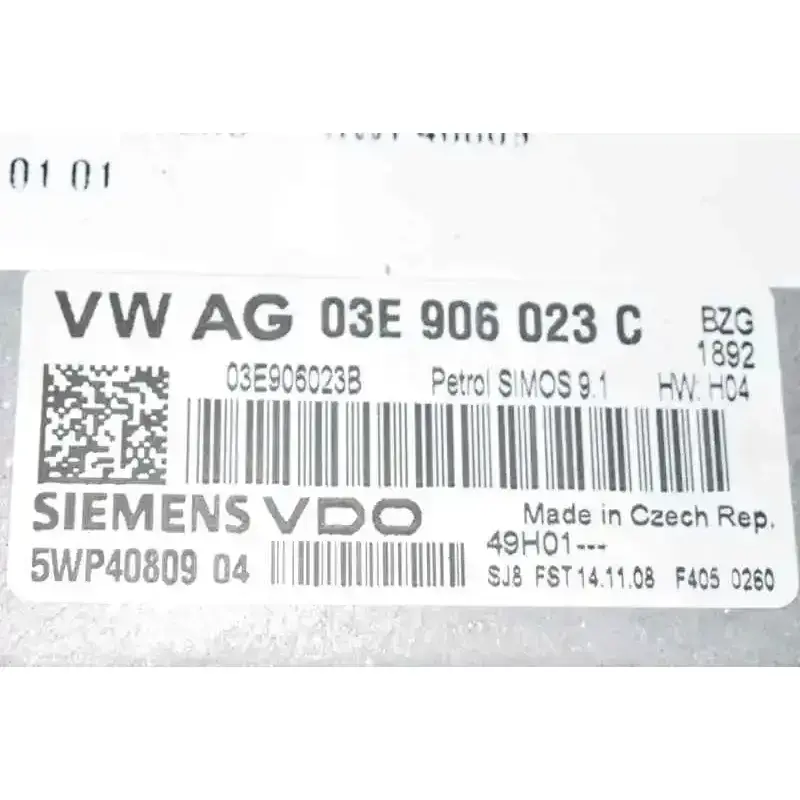 01 01
VW AG 03E 906 023 C BZG
1892
03E906023B Petrol SIMOS 9.1 HW: H04
SIEMENS VDO Made in Czech Rep.
49H01---
5WP40809 04 SJ8 FST 14.11.08 F405 0260